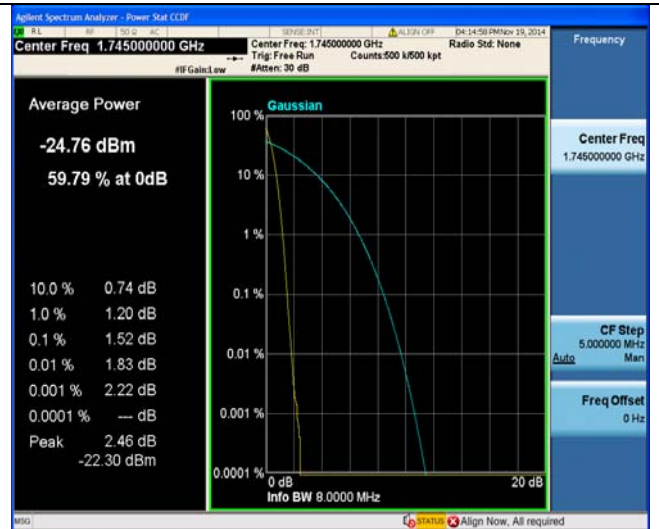 Agilent Spectrum Analyzer - Power Stat CCDF
RL RF 50 Ω AC SENSE:INT ALIGN OFF 04:14:58 PM Nov 19, 2014
Center Freq 1.745000000 GHz
Center Freq: 1.745000000 GHz Radio Std: None
Trig: Free Run Counts:500 k/500 kpt
#IFGain:Low #Atten: 30 dB
Frequency
Average Power
-24.76 dBm
59.79 % at 0dB
10.0 % 0.74 dB
1.0 % 1.20 dB
0.1 % 1.52 dB
0.01 % 1.83 dB
0.001 % 2.22 dB
0.0001 % --- dB
Peak 2.46 dB
-22.30 dBm
Gaussian
100 %
10 %
1 %
0.1 %
0.01 %
0.001 %
0.0001 %
0 dB 20 dB
Info BW 8.0000 MHz
Center Freq
1.745000000 GHz
CF Step
5.000000 MHz
Auto Man
Freq Offset
0 Hz
MSG STATUS Align Now, All required